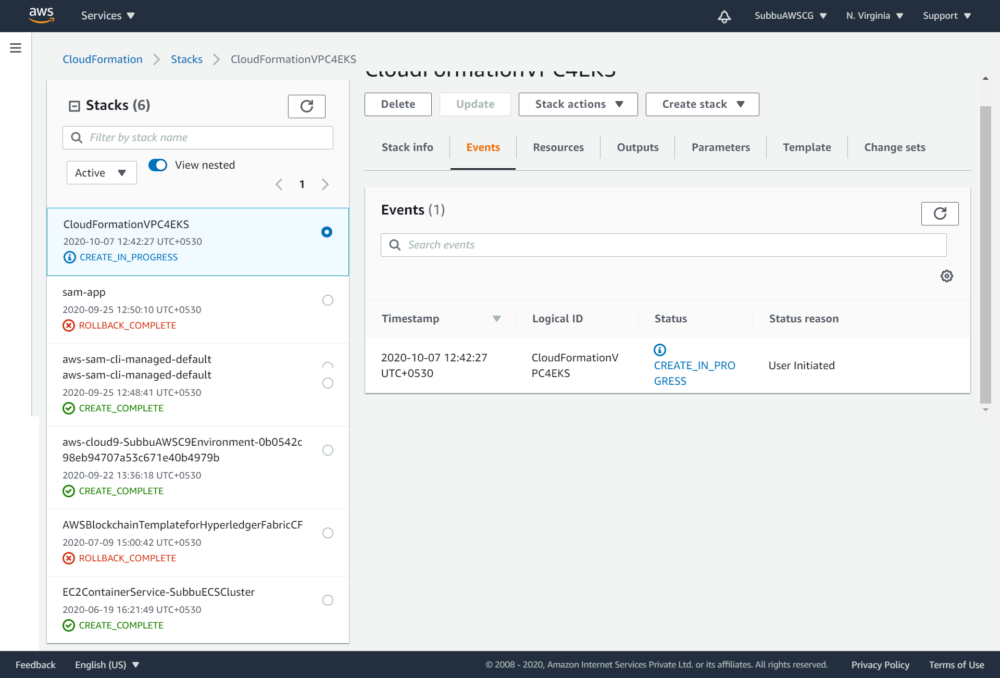 aws
Services
SubbuAWSCG
N. Virginia
Support
CloudFormation
Stacks
CloudFormationVPC4EKS
CloudFormationVPC4EKS
Stacks (6)
Filter by stack name
Active
View nested
1
CloudFormationVPC4EKS
2020-10-07 12:42:27 UTC+0530
CREATE_IN_PROGRESS
sam-app
2020-09-25 12:50:10 UTC+0530
ROLLBACK_COMPLETE
aws-sam-cli-managed-default
aws-sam-cli-managed-default
2020-09-25 12:48:41 UTC+0530
CREATE_COMPLETE
aws-cloud9-SubbuAWSC9Environment-0b0542c
98eb94707a53c671e40b4979b
2020-09-22 13:36:18 UTC+0530
CREATE_COMPLETE
AWSBlockchainTemplateforHyperledgerFabricCF
2020-07-09 15:00:42 UTC+0530
ROLLBACK_COMPLETE
EC2ContainerService-SubbuECSCluster
2020-06-19 16:21:49 UTC+0530
CREATE_COMPLETE
Delete
Update
Stack actions
Create stack
Stack info
Events
Resources
Outputs
Parameters
Template
Change sets
Events (1)
Search events
Timestamp
Logical ID
Status
Status reason
2020-10-07 12:42:27
UTC+0530
CloudFormationV
PC4EKS
CREATE_IN_PRO
GRESS
User Initiated
Feedback
English (US)
© 2008 - 2020, Amazon Internet Services Private Ltd. or its affiliates. All rights reserved.
Privacy Policy
Terms of Use